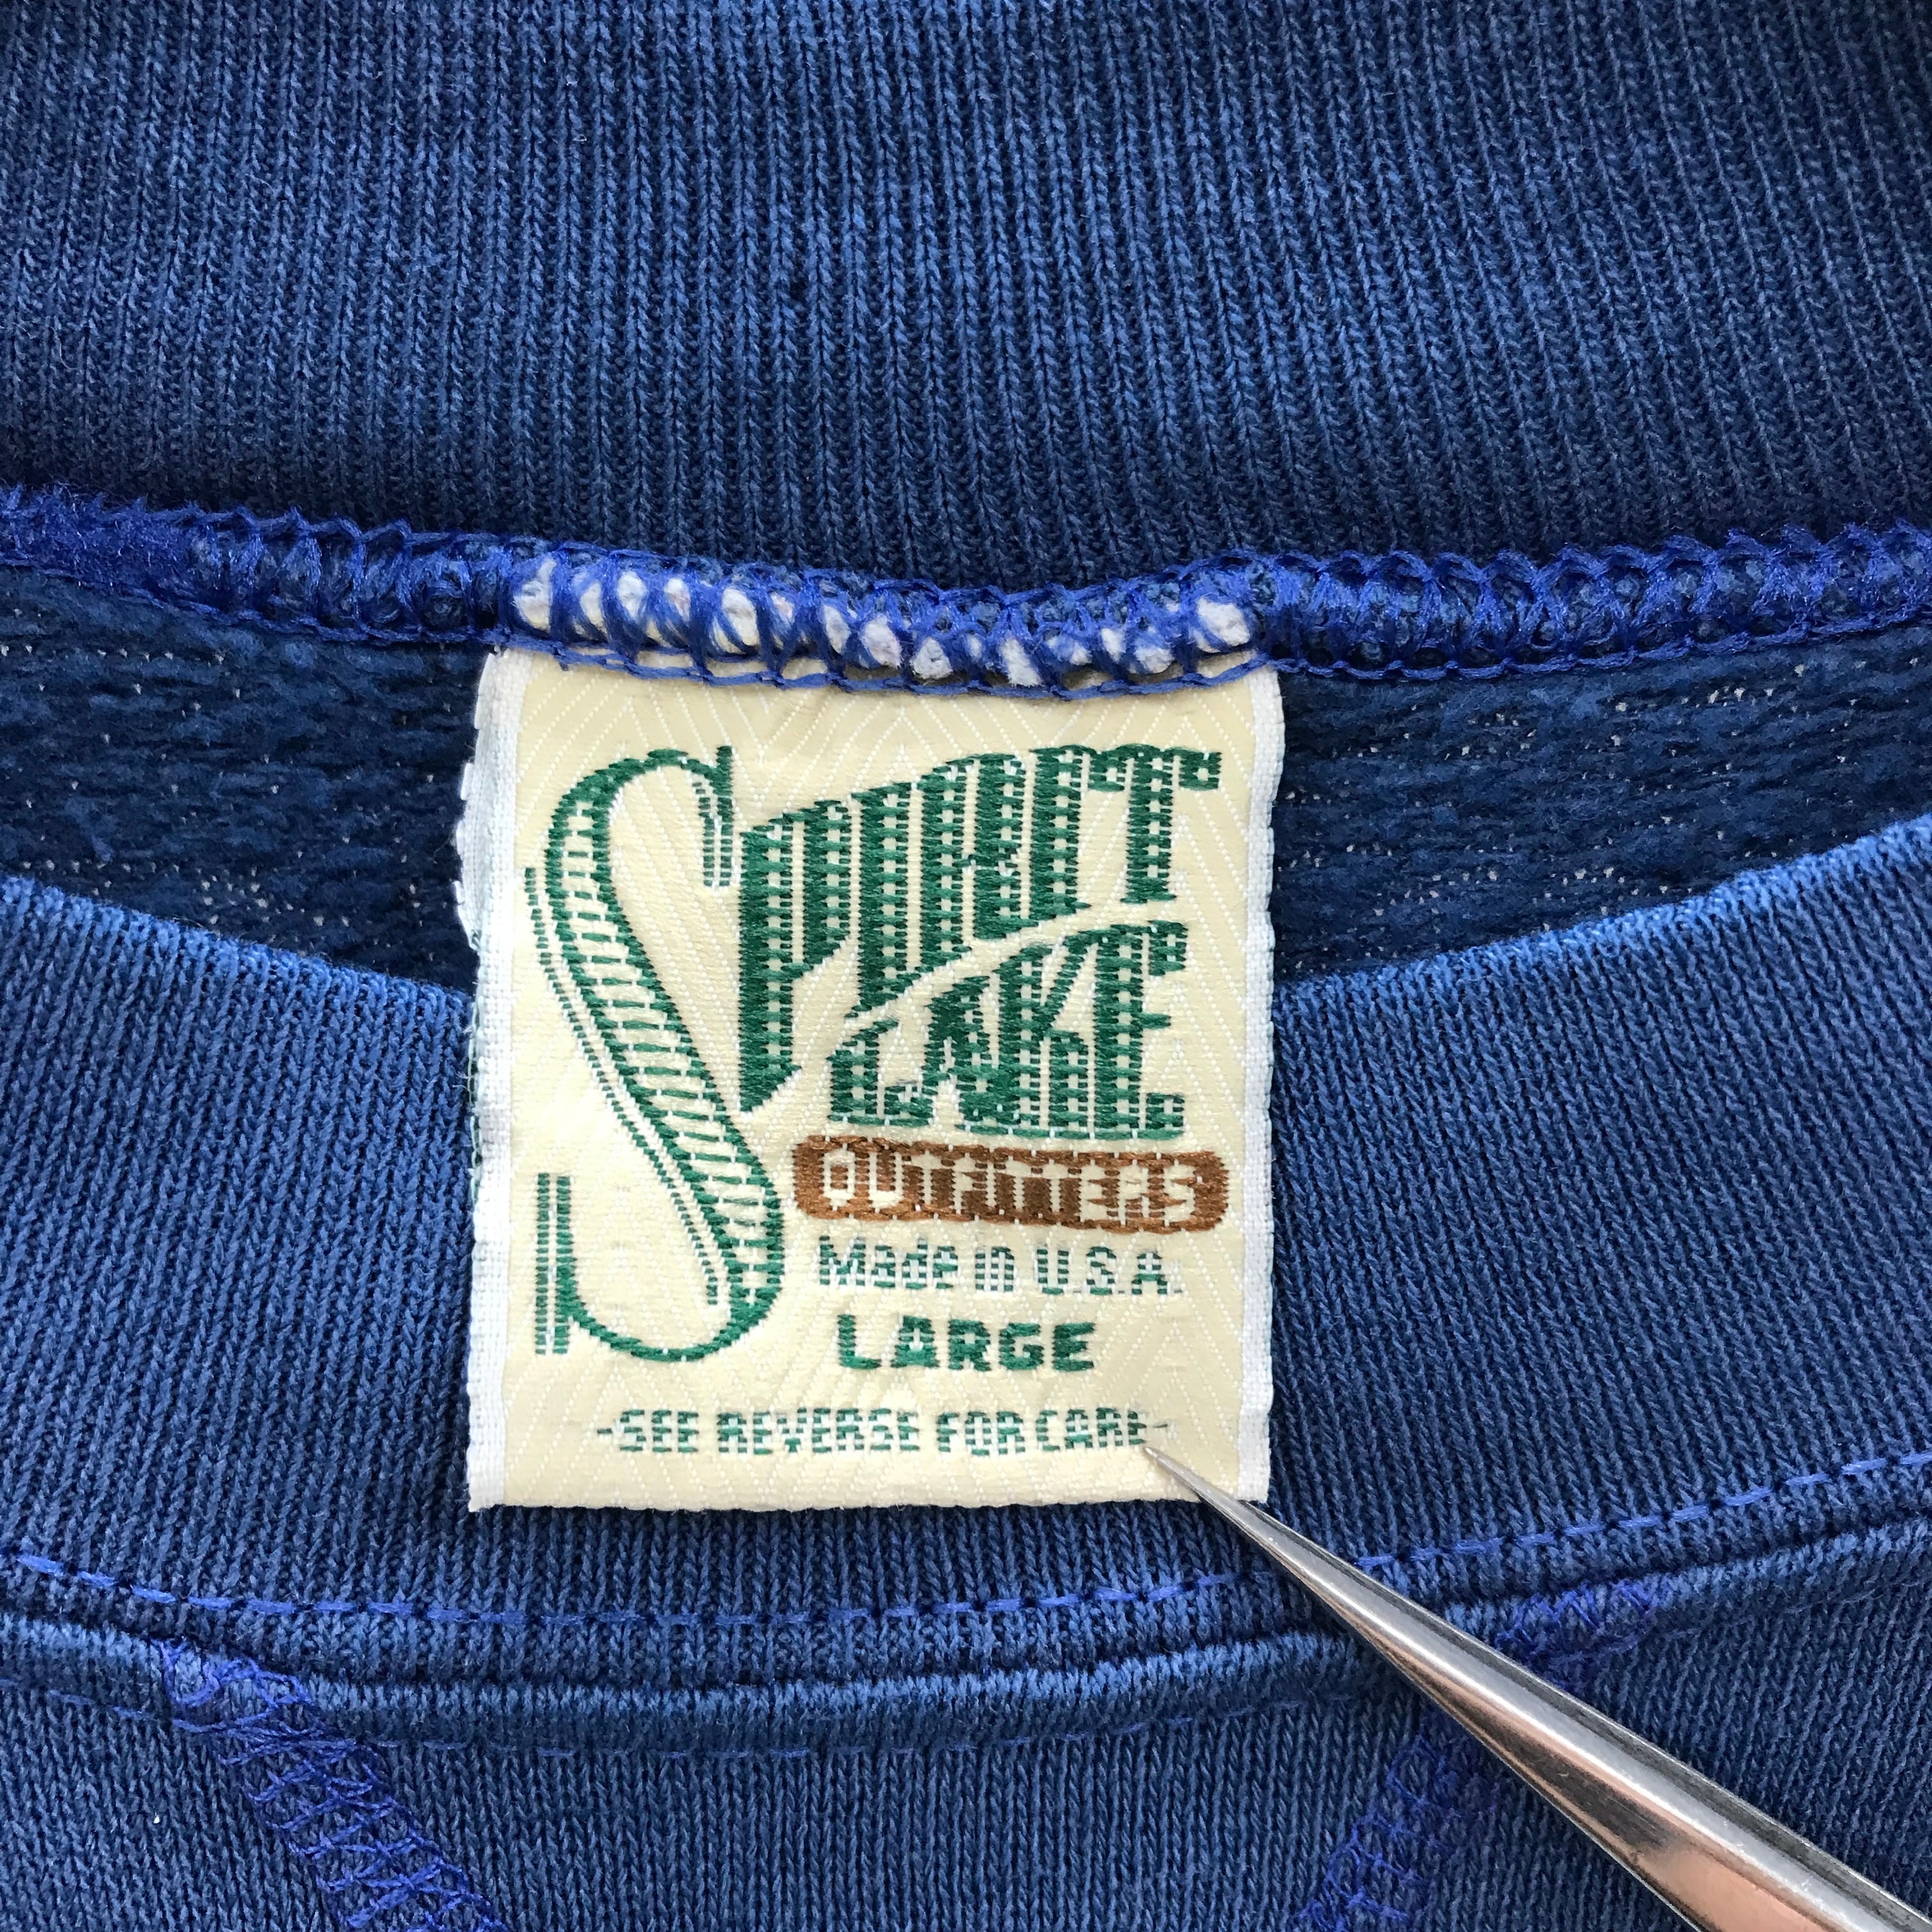 SPIRIT
LAKE
OUTFITTERS
Made in U.S.A.
LARGE
-SEE REVERSE FOR CARE-